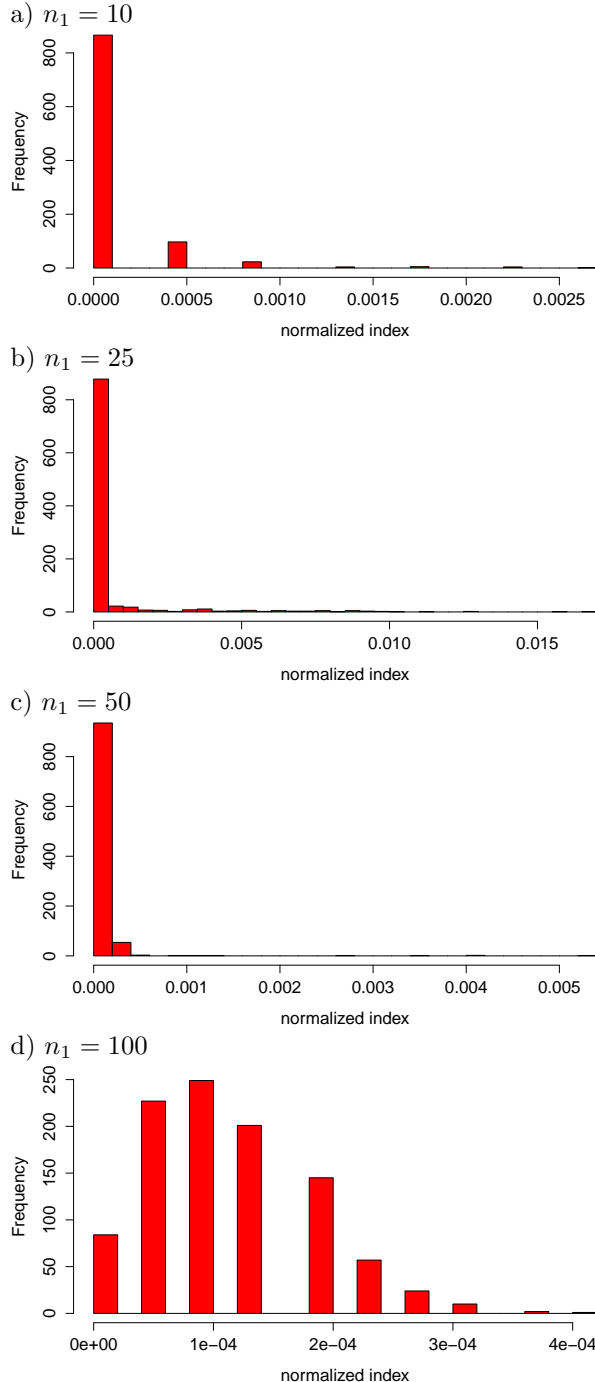 a) n₁ = 10
Frequency
0 200 400 600 800
0.0000 0.0005 0.0010 0.0015 0.0020 0.0025
normalized index
b) n₁ = 25
Frequency
0 200 400 600 800
0.000 0.005 0.010 0.015
normalized index
c) n₁ = 50
Frequency
0 200 400 600 800
0.000 0.001 0.002 0.003 0.004 0.005
normalized index
d) n₁ = 100
Frequency
0 50 100 150 200 250
0e+00 1e−04 2e−04 3e−04 4e−04
normalized index